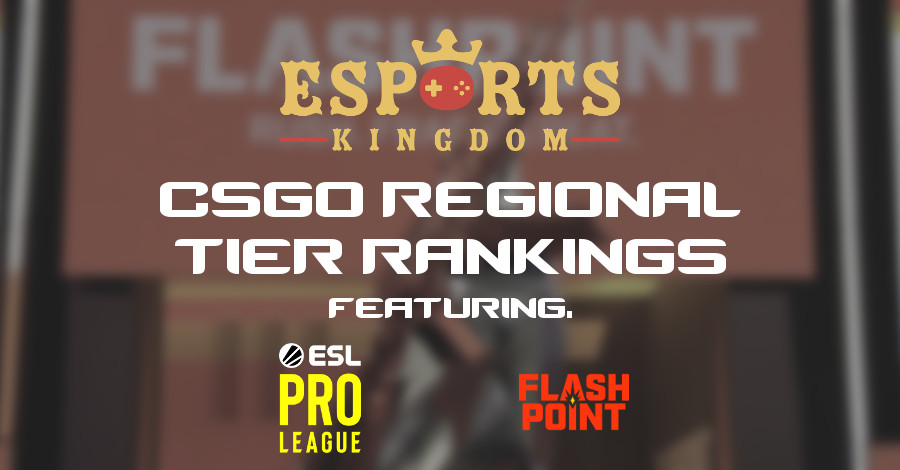 FLASHPOINT
ESPORTS
KINGDOM
CSGO REGIONAL
TIER RANKINGS
FEATURING.
ESL
PRO
LEAGUE
FLASH
POINT